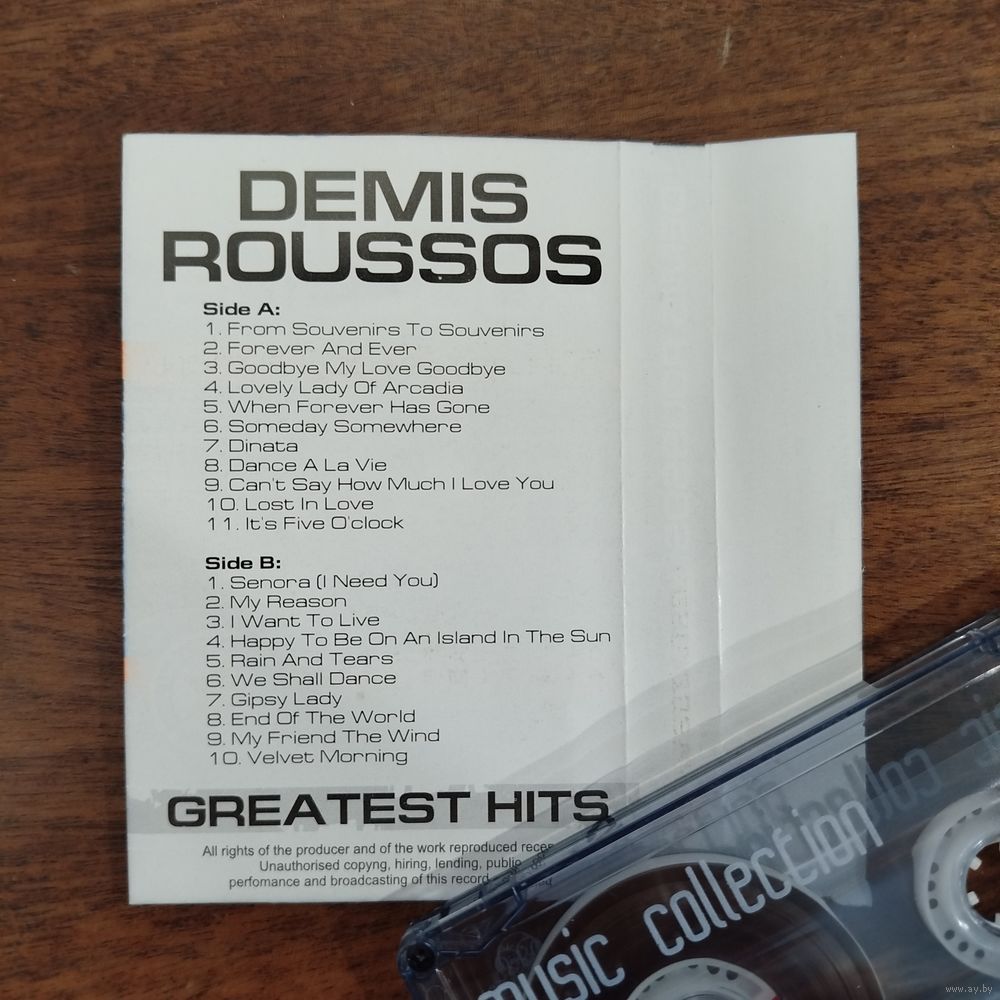 DEMIS
ROUSSOS
Side A:
1. From Souvenirs To Souvenirs
2. Forever And Ever
3. Goodbye My Love Goodbye
4. Lovely Lady Of Arcadia
5. When Forever Has Gone
6. Someday Somewhere
7. Dinata
8. Dance A La Vie
9. Can't Say How Much I Love You
10. Lost In Love
11. It's Five O'clock
Side B:
1. Senora (I Need You)
2. My Reason
3. I Want To Live
4. Happy To Be On An Island In The Sun
5. Rain And Tears
6. We Shall Dance
7. Gipsy Lady
8. End Of The World
9. My Friend The Wind
10. Velvet Morning
GREATEST HITS
All rights of the producer and of the work reproduced
Unauthorised copyng, hiring, lending,
perfomance and broadcasting of this record
music collection
www.ay.by